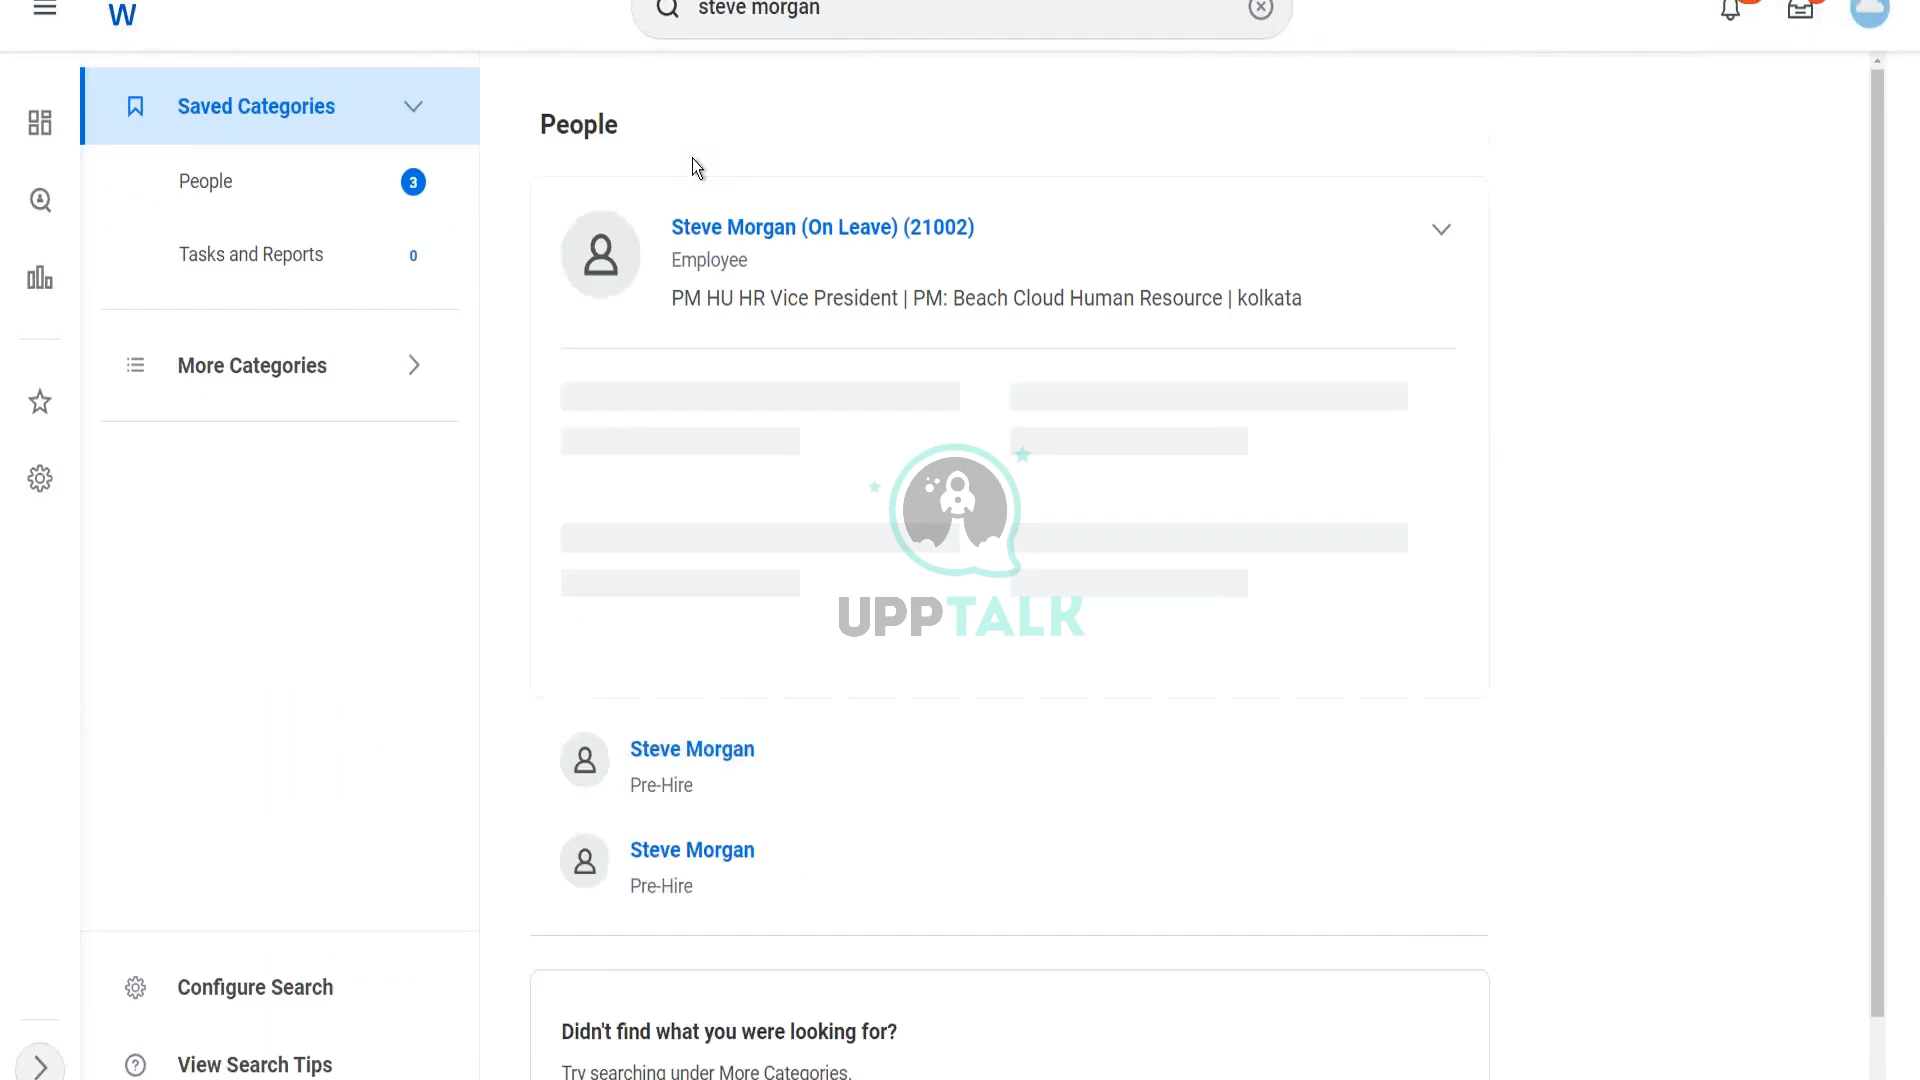 W
steve morgan
Saved Categories
People 3
Tasks and Reports 0
More Categories
People
Steve Morgan (On Leave) (21002)
Employee
PM HU HR Vice President | PM: Beach Cloud Human Resource | kolkata
UPPTALK
Steve Morgan
Pre-Hire
Steve Morgan
Pre-Hire
Configure Search
View Search Tips
Didn't find what you were looking for?
Try searching under More Categories.